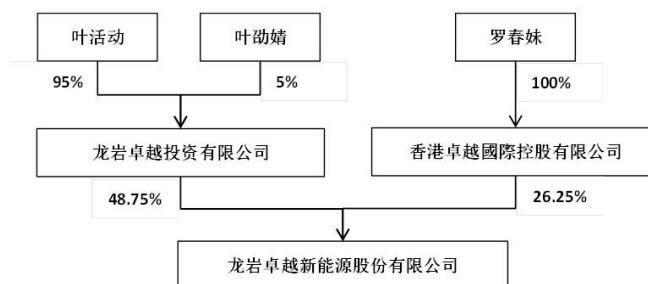 叶活动
叶劭婧
罗春妹
95%
5%
100%
龙岩卓越投资有限公司
香港卓越國際控股有限公司
48.75%
26.25%
龙岩卓越新能源股份有限公司